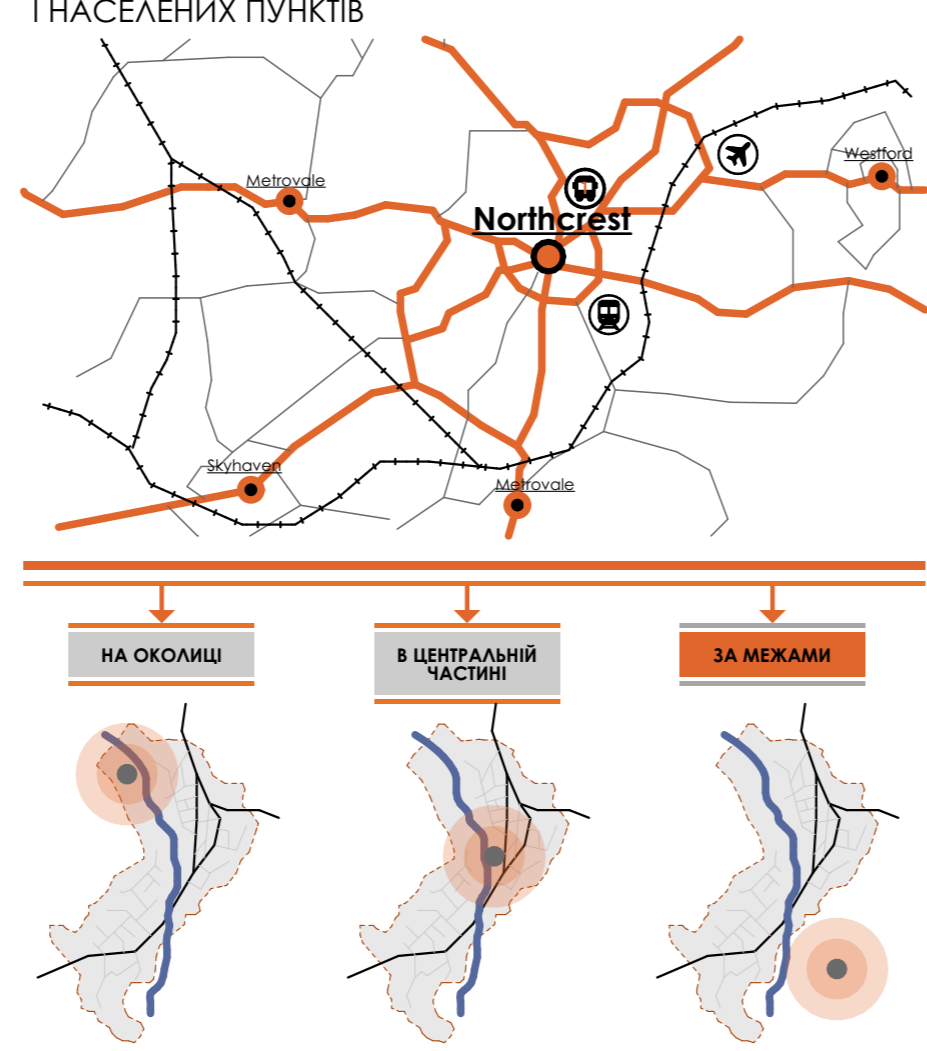 І НАСЕЛЕНИХ ПУНКТІВ
Westford
Metrovale
Northcrest
Skyhaven
Metrovale
НА ОКОЛИЦІ
В ЦЕНТРАЛЬНІЙ
ЧАСТИНІ
ЗА МЕЖАМИ